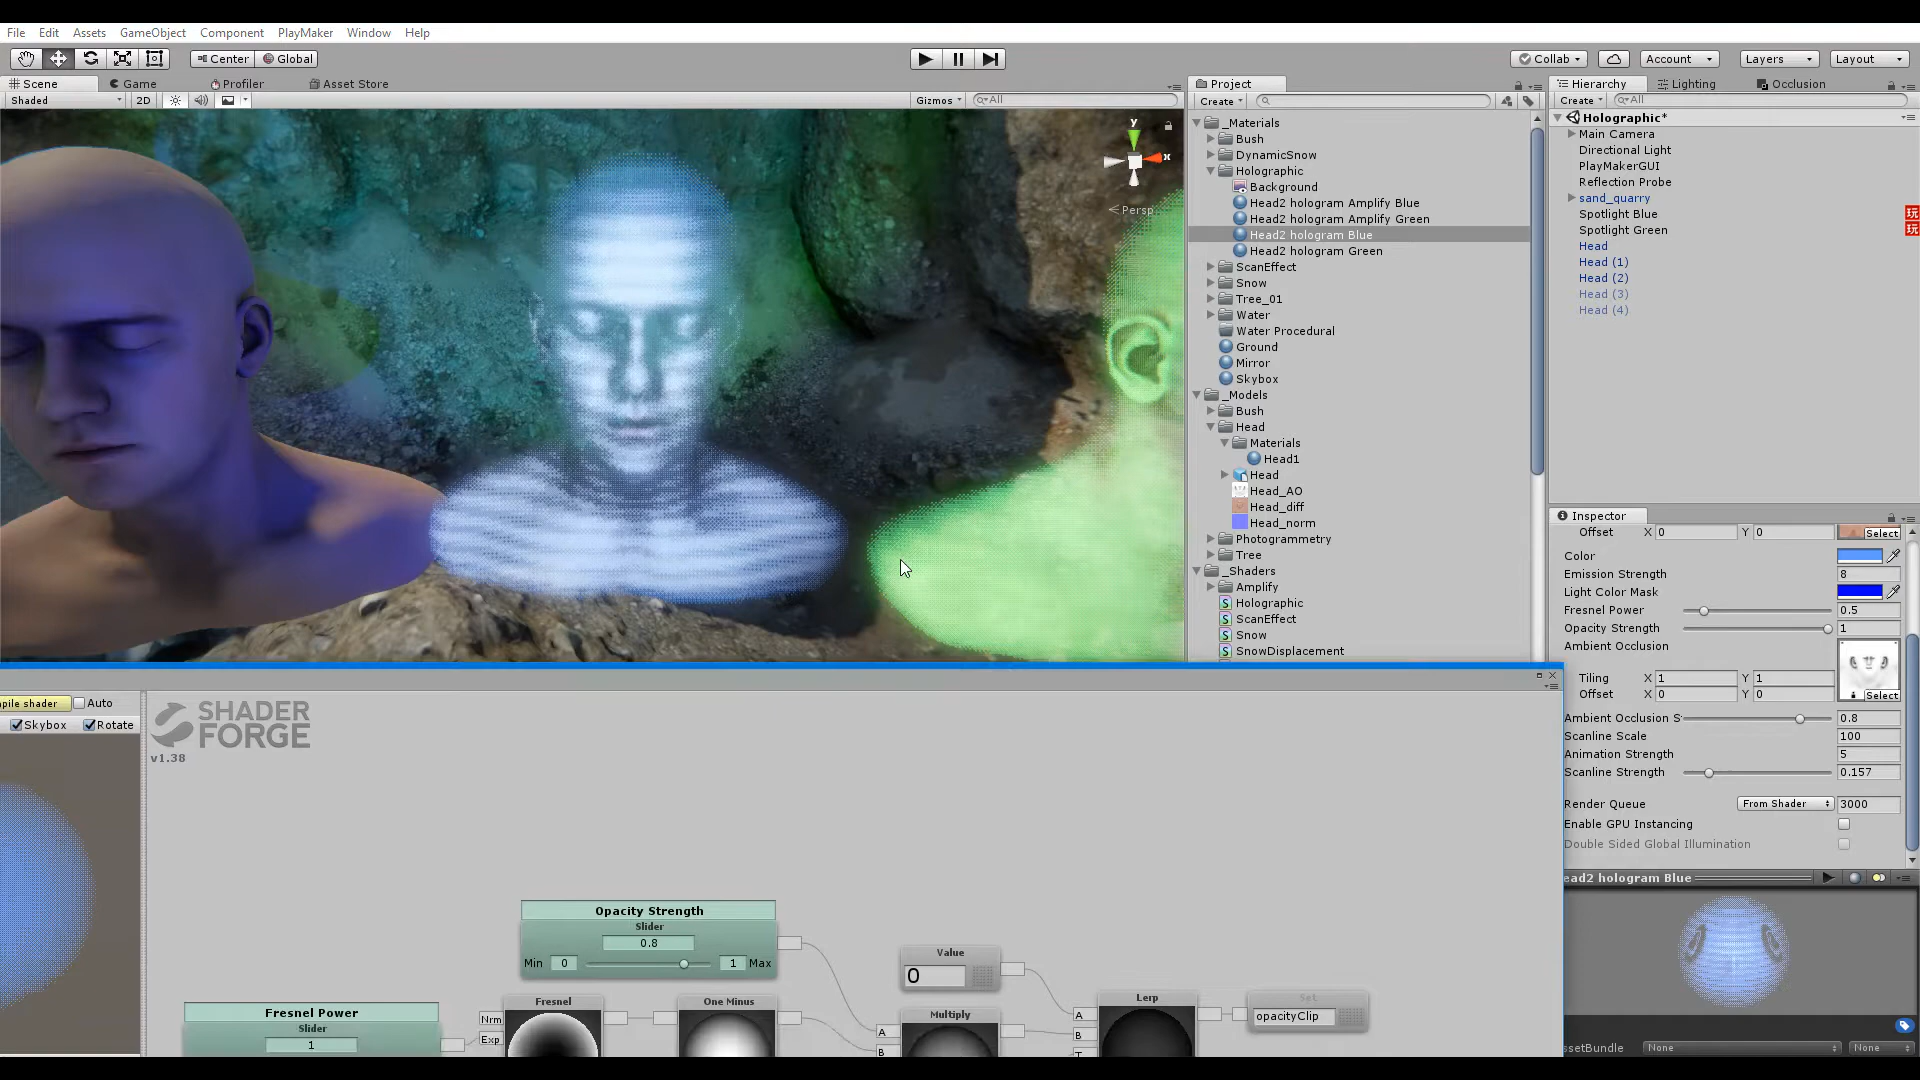 File Edit Assets GameObject Component PlayMaker Window Help
Center Global
Collab Account Layers Layout
Scene Game Profiler Asset Store
Shaded 2D Gizmos All
y
x
Persp
Project
Create
_Materials
Bush
DynamicSnow
Holographic
Background
Head2 hologram Amplify Blue
Head2 hologram Amplify Green
Head2 hologram Blue
Head2 hologram Green
ScanEffect
Snow
Tree_01
Water
Water Procedural
Ground
Mirror
Skybox
_Models
Bush
Head
Materials
Head1
Head
Head_AO
Head_diff
Head_norm
Photogrammetry
Tree
_Shaders
Amplify
Holographic
ScanEffect
Snow
SnowDisplacement
Hierarchy Lighting Occlusion
Create All
Holographic*
Main Camera
Directional Light
PlayMakerGUI
Reflection Probe
sand_quarry
Spotlight Blue
玩
Spotlight Green
玩
Head
Head (1)
Head (2)
Head (3)
Head (4)
Inspector
Offset X 0 Y 0 Select
Color
Emission Strength 8
Light Color Mask
Fresnel Power 0.5
Opacity Strength 1
Ambient Occlusion
Tiling X 1 Y 1
Offset X 0 Y 0 Select
Ambient Occlusion S 0.8
Scanline Scale 100
Animation Strength 5
Scanline Strength 0.157
Render Queue From Shader 3000
Enable GPU Instancing
Double Sided Global Illumination
ead2 hologram Blue
ssetBundle None None
pile shader Auto
Skybox Rotate
SHADER
FORGE
v1.38
Opacity Strength
Slider
0.8
Min 0 1 Max
Value
0
Fresnel Power
Slider
1
Fresnel
Nrm
Exp
One Minus
Multiply
A
B
Lerp
A
B
T
Set
opacityClip